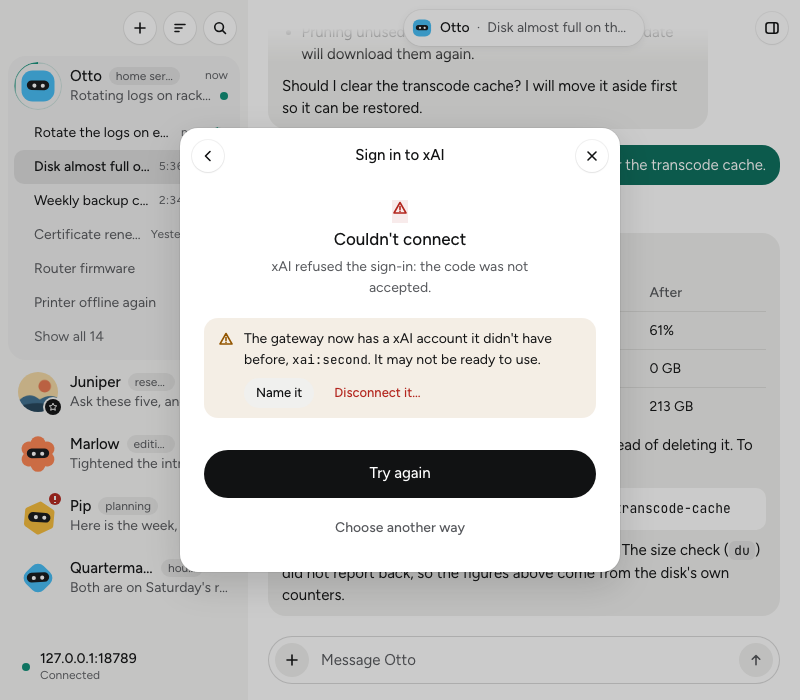 Otto · Disk almost full on th...
Pruning unused
will download them again.
Should I clear the transcode cache? I will move it aside first
so it can be restored.
the transcode cache.
Otto home ser... now
Rotating logs on rack...
Rotate the logs on e...
Disk almost full o... 5:36
Weekly backup c... 2:34
Certificate rene... Yeste
Router firmware
Printer offline again
Show all 14
Juniper rese...
Ask these five, an
Marlow editi...
Tightened the intr
Pip planning
Here is the week,
Quarterma... hou
Both are on Saturday's r...
127.0.0.1:18789
Connected
Sign in to xAI
Couldn't connect
xAI refused the sign-in: the code was not
accepted.
The gateway now has a xAI account it didn't have
before, xai:second. It may not be ready to use.
Name it Disconnect it...
Try again
Choose another way
After
61%
0 GB
213 GB
ead of deleting it. To
transcode-cache
The size check ( du )
did not report back, so the figures above come from the disk's own
counters.
Message Otto